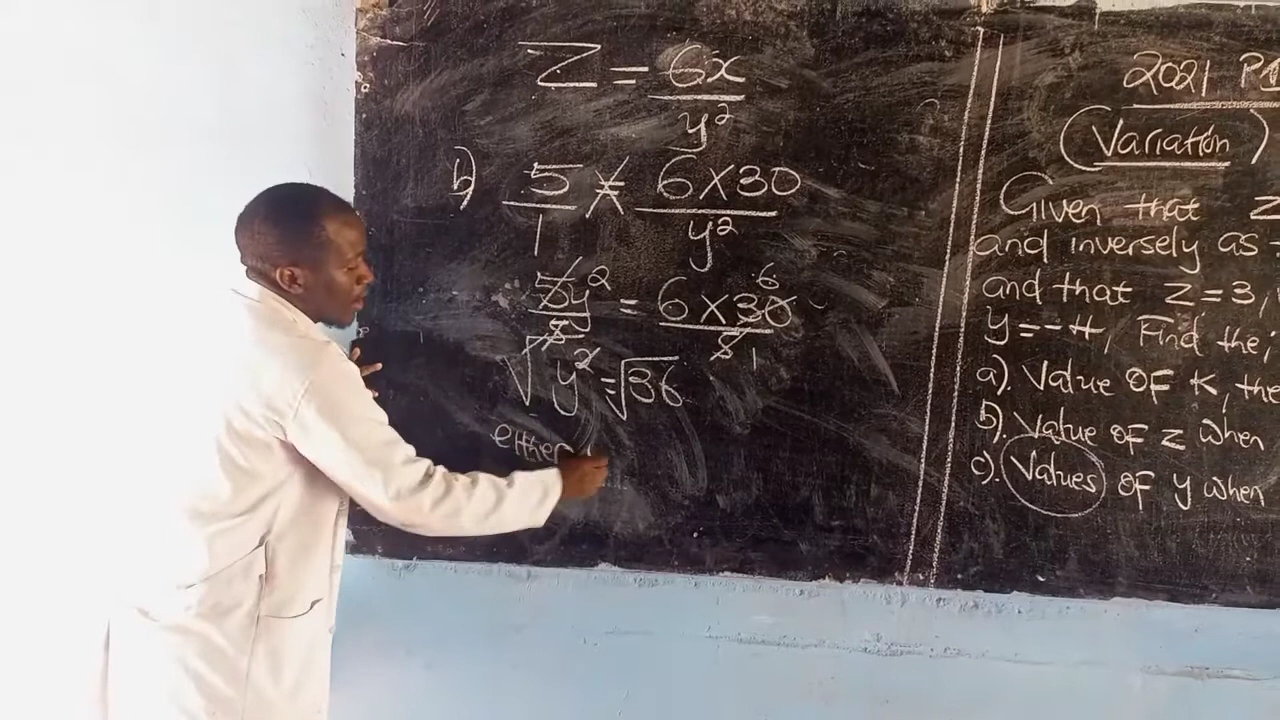 Z = 6x / y²
b) 5/1 = 6×30 / y²
5y² / 5 = 6×30 / 5
6
1
√y² = √36
either
2021 P1
(Variation)
Given that Z
and inversely as
and that Z=3,
y=-4, Find the;
a). Value OF K, the
b). Value OF Z when
c). Values OF y when